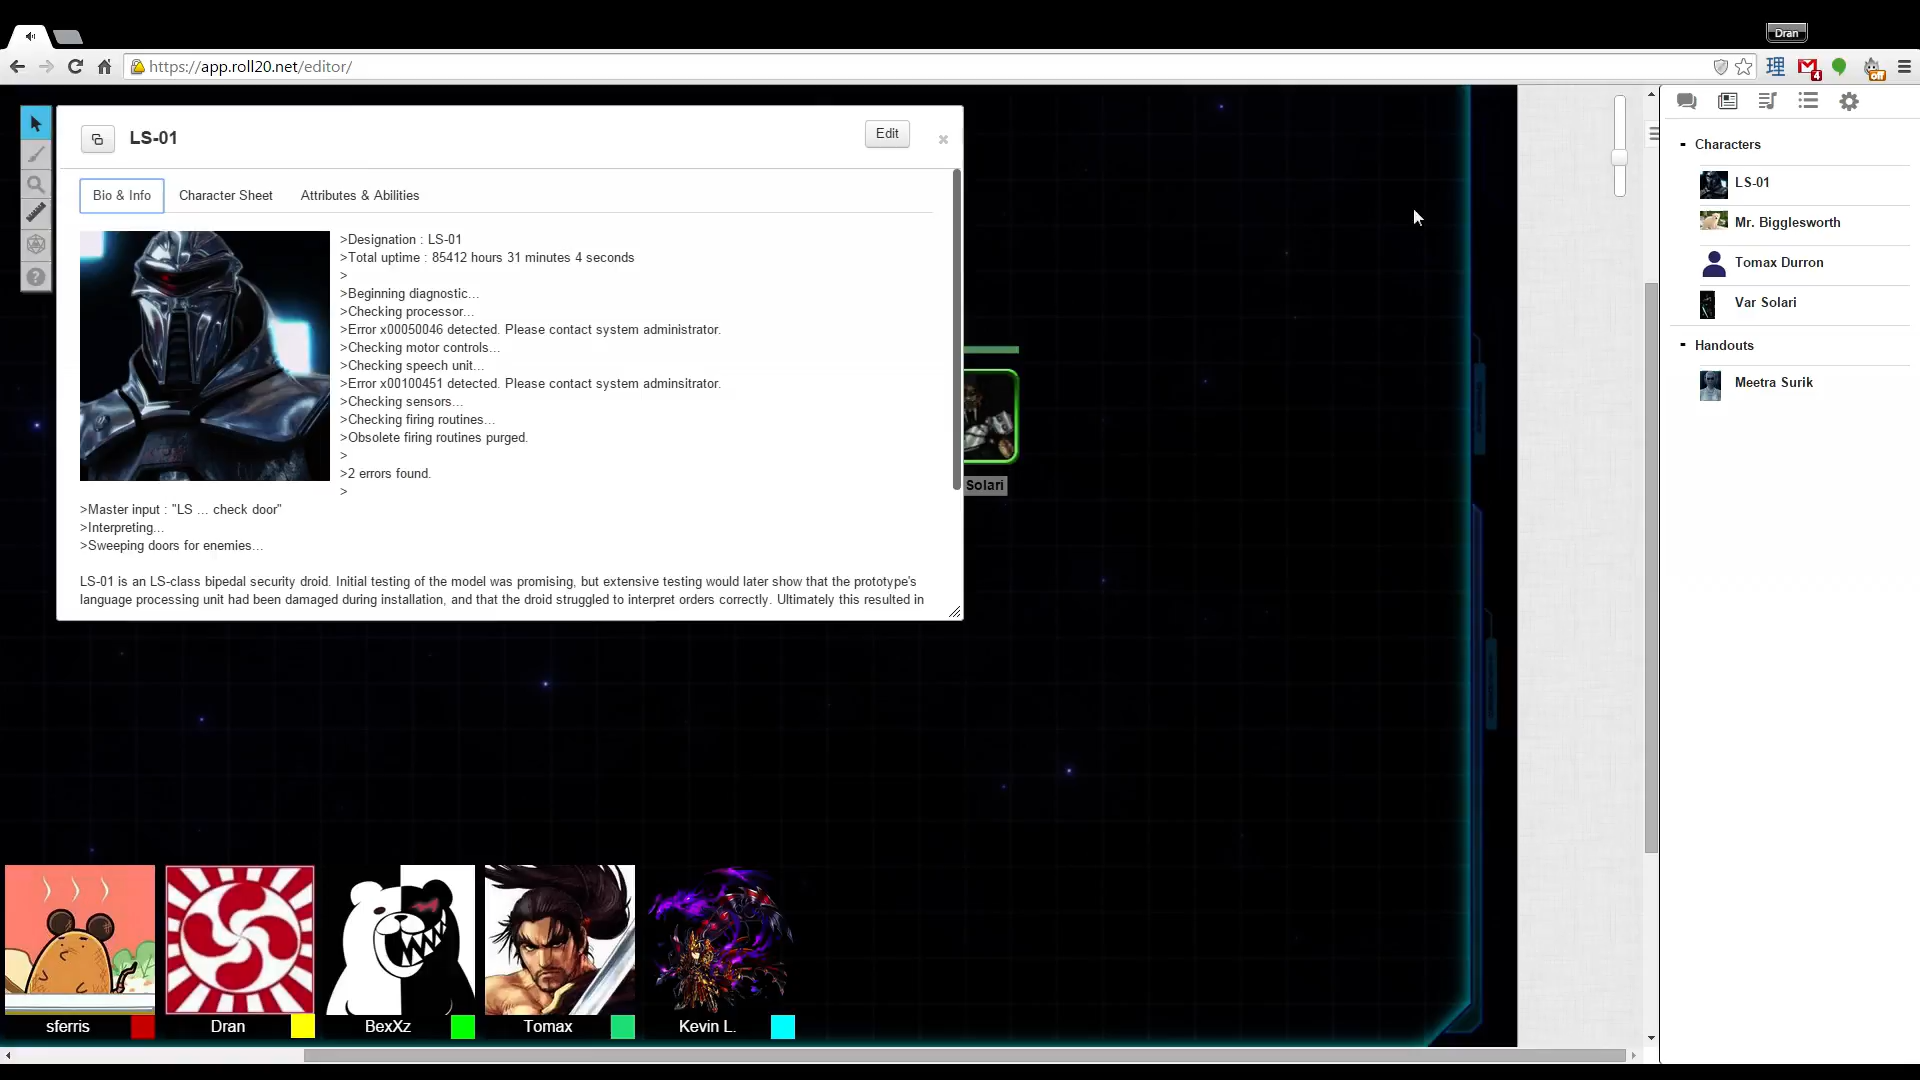 Dran
https://app.roll20.net/editor/
4
off
LS-01
Edit
Bio & Info
Character Sheet
Attributes & Abilities
>Designation : LS-01
>Total uptime : 85412 hours 31 minutes 4 seconds
>
>Beginning diagnostic...
>Checking processor...
>Error x00050046 detected. Please contact system administrator.
>Checking motor controls...
>Checking speech unit...
>Error x00100451 detected. Please contact system adminsitrator.
>Checking sensors...
>Checking firing routines...
>Obsolete firing routines purged.
>
>2 errors found.
>
>Master input : "LS ... check door"
>Interpreting...
>Sweeping doors for enemies...
LS-01 is an LS-class bipedal security droid. Initial testing of the model was promising, but extensive testing would later show that the prototype's
language processing unit had been damaged during installation, and that the droid struggled to interpret orders correctly. Ultimately this resulted in
Solari
Characters
LS-01
Mr. Bigglesworth
Tomax Durron
Var Solari
Handouts
Meetra Surik
sferris
Dran
BexXz
Tomax
Kevin L.